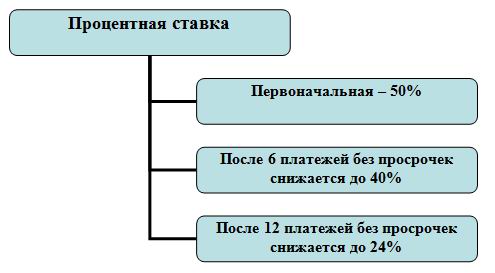 Процентная ставка
Первоначальная – 50%
После 6 платежей без просрочек
снижается до 40%
После 12 платежей без просрочек
снижается до 24%